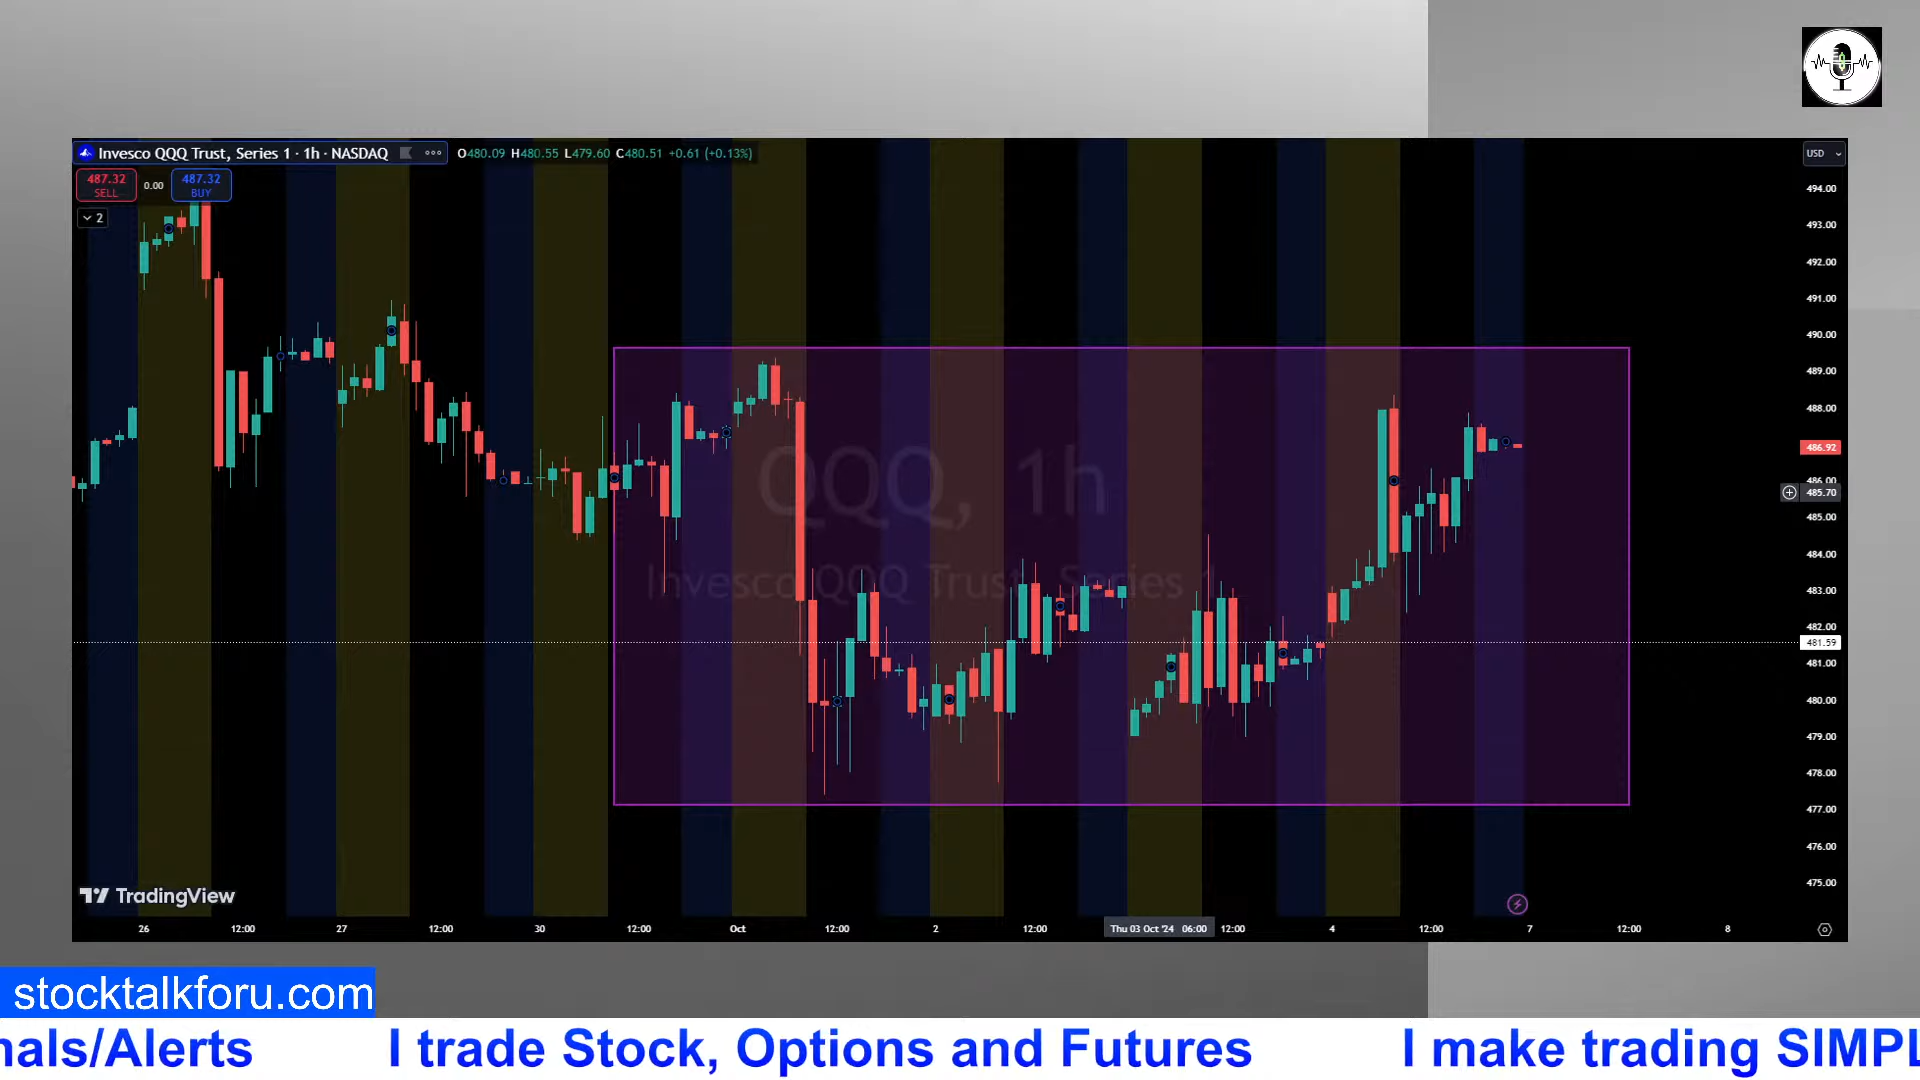 Invesco QQQ Trust, Series 1 · 1h · NASDAQ
O480.09 H480.55 L479.60 C480.51 +0.61 (+0.13%)
USD
487.32
SELL
0.00
487.32
BUY
2
494.00
493.00
492.00
491.00
490.00
489.00
488.00
486.92
486.00
485.70
485.00
484.00
483.00
482.00
481.59
481.00
480.00
479.00
478.00
477.00
476.00
475.00
QQQ, 1h
Invesco QQQ Trust, Series 1
TradingView
26 12:00 27 12:00 30 12:00 Oct 12:00 2 12:00 Thu 03 Oct '24 06:00 12:00 4 12:00 7 12:00 8
stocktalkforu.com
nals/Alerts I trade Stock, Options and Futures I make trading SIMPL